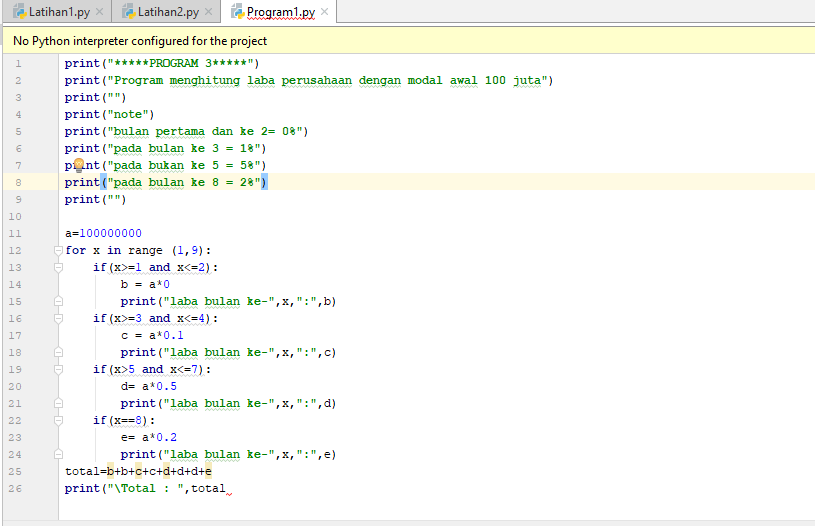 Latihan1.py Latihan2.py Program1.py
No Python interpreter configured for the project
1 print("*****PROGRAM 3*****")
2 print("Program menghitung laba perusahaan dengan modal awal 100 juta")
3 print("")
4 print("note")
5 print("bulan pertama dan ke 2= 0%")
6 print("pada bulan ke 3 = 1%")
7 print("pada bukan ke 5 = 5%")
8 print("pada bulan ke 8 = 2%")
9 print("")
10
11 a=100000000
12 for x in range (1,9):
13     if(x>=1 and x<=2):
14         b = a*0
15         print("laba bulan ke-",x,":",b)
16     if(x>=3 and x<=4):
17         c = a*0.1
18         print("laba bulan ke-",x,":",c)
19     if(x>5 and x<=7):
20         d= a*0.5
21         print("laba bulan ke-",x,":",d)
22     if(x==8):
23         e= a*0.2
24         print("laba bulan ke-",x,":",e)
25 total=b+b+c+c+d+d+d+e
26 print("\Total : ",total